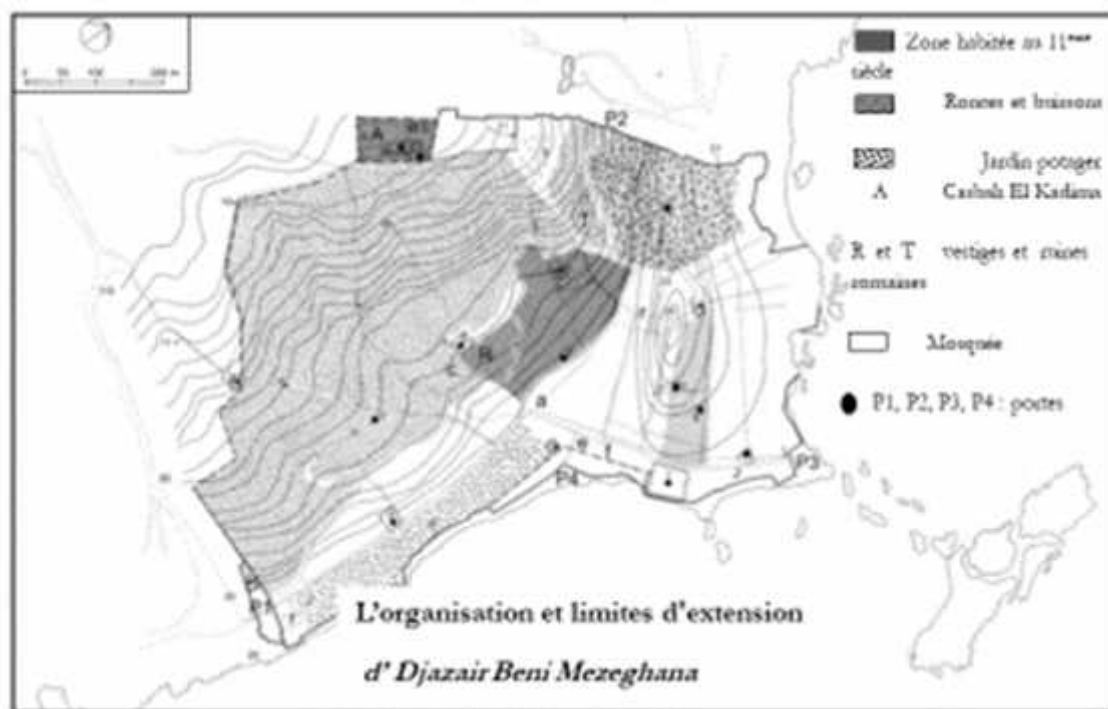 Zone habitée au 11ème
siècle
Ronces et buissons
Jardin potager
A Casbah El Kadima
R et T vestiges et ruines
romaines
Mosquée
P1, P2, P3, P4 : portes
A
P2
R
a
P4
P3
P1
L'organisation et limites d'extension
d' Djazair Beni Mezeghana